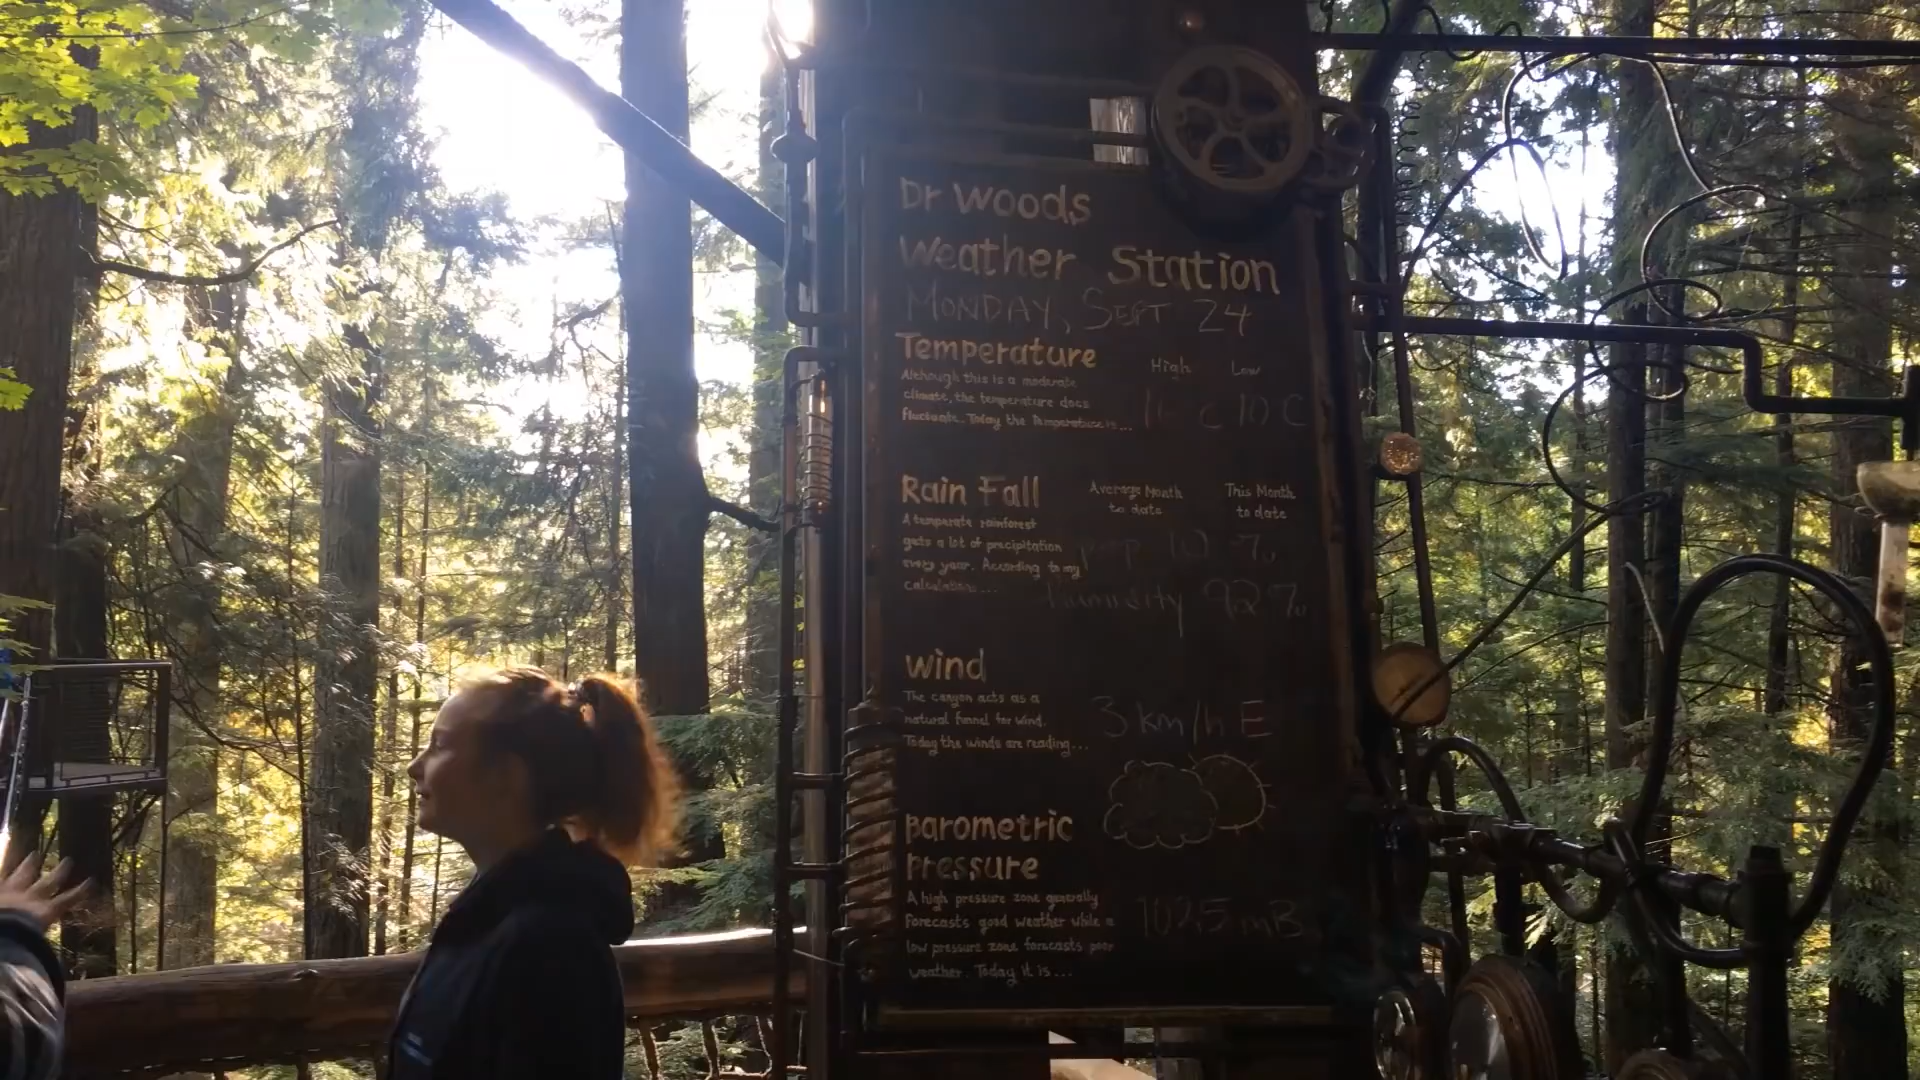 Dr Woods
Weather Station
MONDAY, SEPT 24
Temperature
High Low
Although this is a moderate
climate, the temperature does
fluctuate. Today the Temperature is...
C 10 C
Rain Fall
Average Month
to date
This Month
to date
A temperate rainforest
gets a lot of precipitation
every year. According to my
calculations...
pop 10 %
humidity 92 %
Wind
The canyon acts as a
natural funnel for wind.
Today the winds are reading...
3 km/h E
Barometric
Pressure
A high pressure zone generally
forecasts good weather while a
low pressure zone forecasts poor
weather. Today it is...
1025 mB